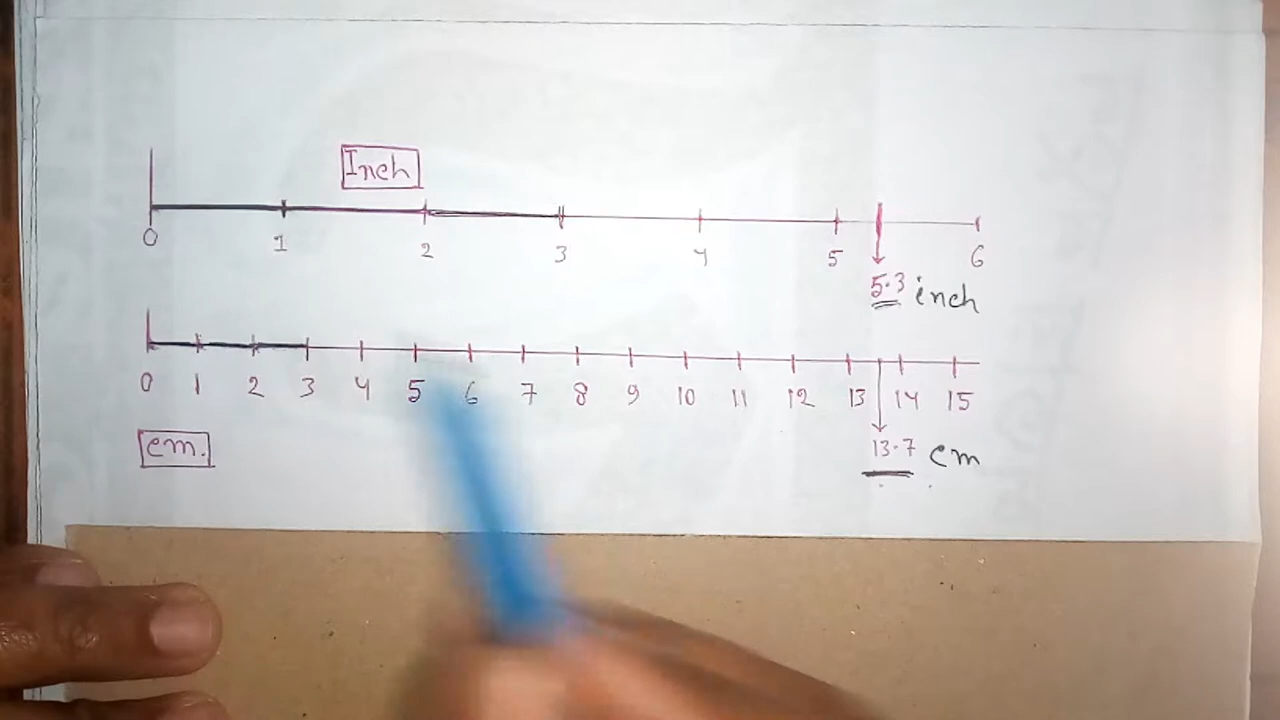 Inch
0 1 2 3 4 5 6
5.3 inch
0 1 2 3 4 5 6 7 8 9 10 11 12 13 14 15
cm.
13.7 cm